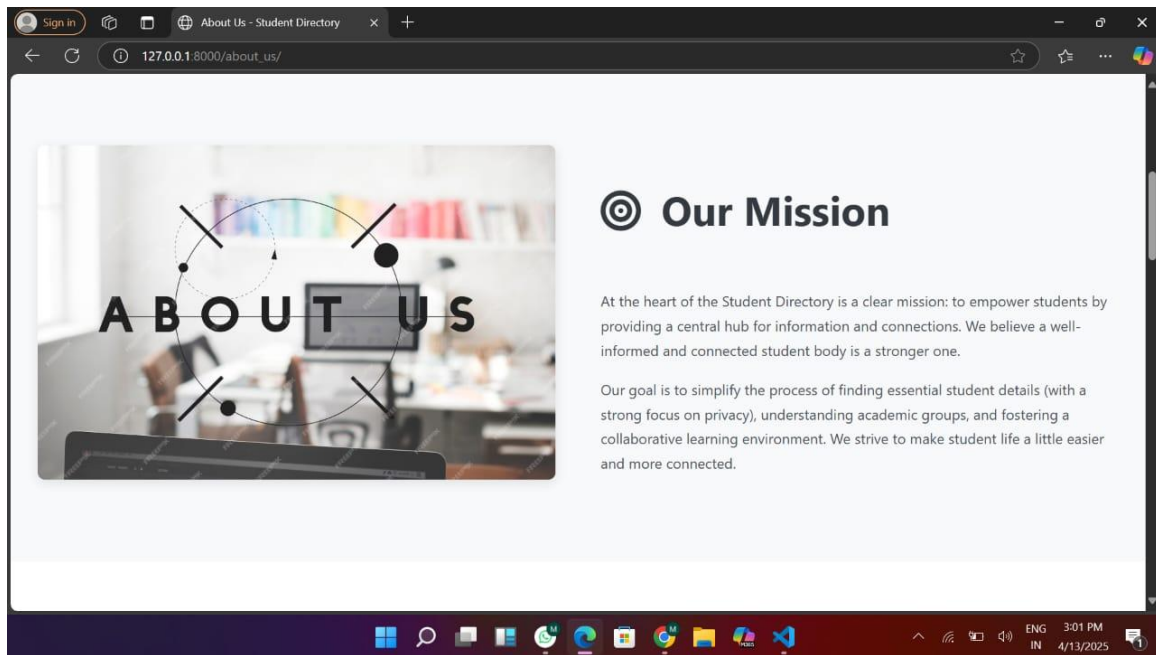 Sign in
About Us - Student Directory
127.0.0.1:8000/about_us/
ABOUT US
Our Mission
At the heart of the Student Directory is a clear mission: to empower students by
providing a central hub for information and connections. We believe a well-
informed and connected student body is a stronger one.
Our goal is to simplify the process of finding essential student details (with a
strong focus on privacy), understanding academic groups, and fostering a
collaborative learning environment. We strive to make student life a little easier
and more connected.
ENG
IN
3:01 PM
4/13/2025
1